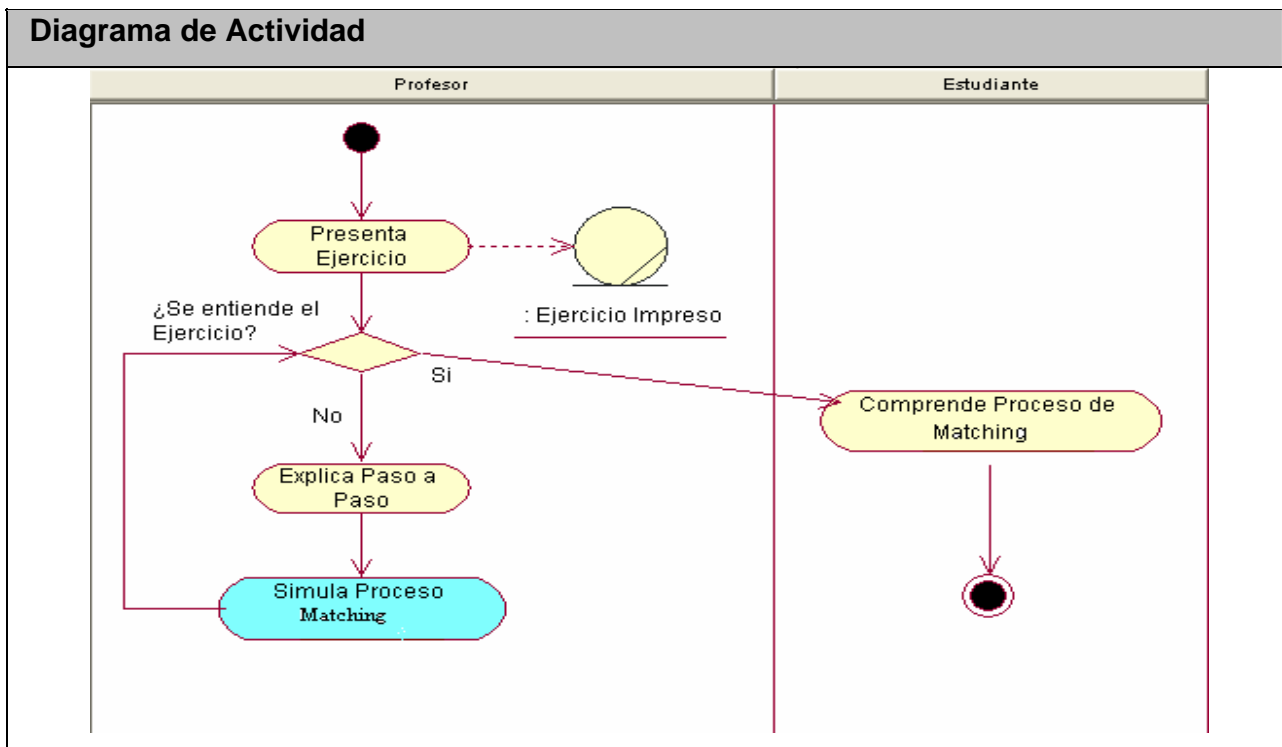 Diagrama de Actividad
Profesor
Estudiante
Presenta
Ejercicio
: Ejercicio Impreso
¿Se entiende el
Ejercicio?
Si
No
Comprende Proceso de
Matching
Explica Paso a
Paso
Simula Proceso
Matching